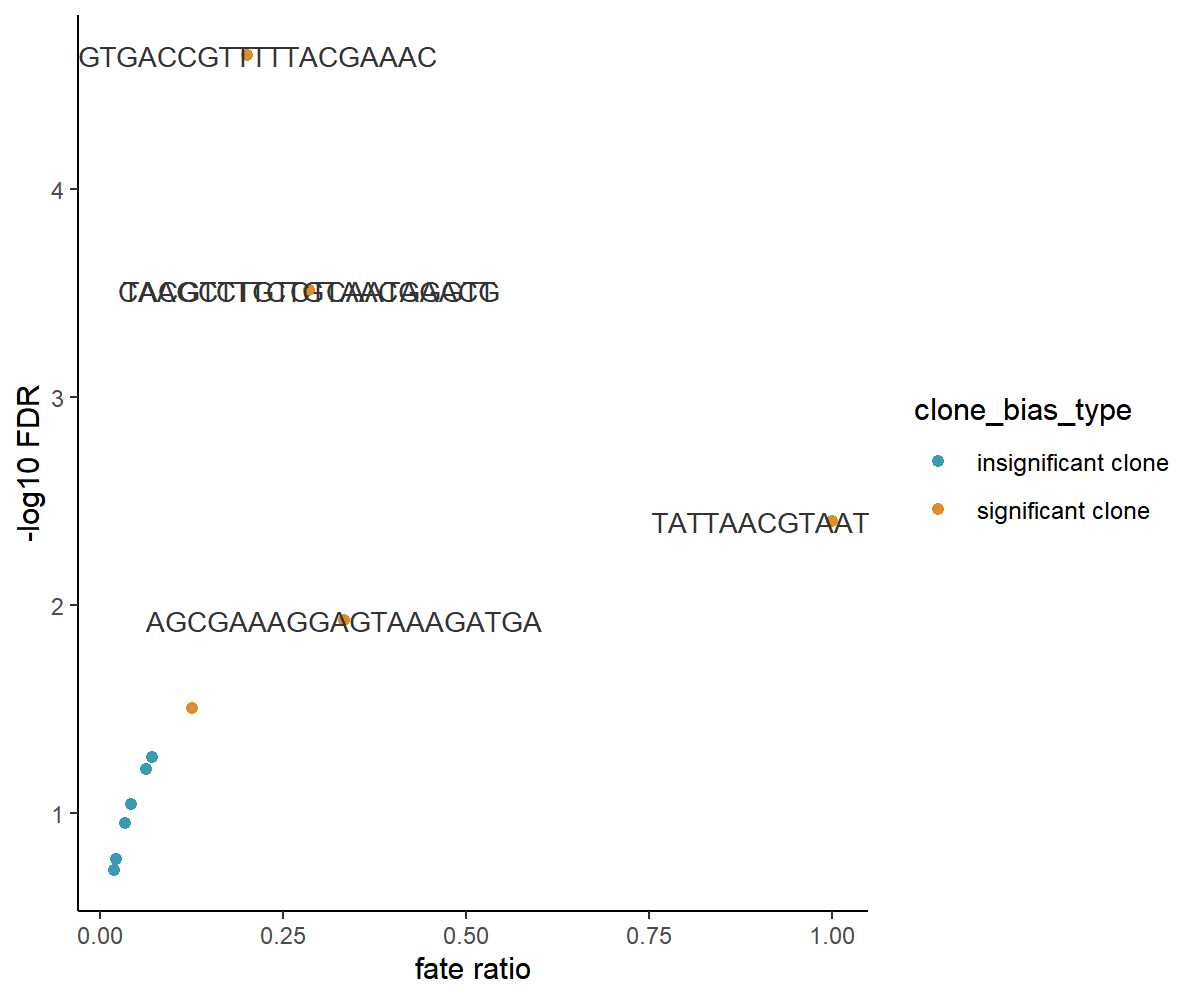 GTGACCGTTTTTACGAAAC
4
3
TATTAACGTAAT
2
AGCGAAAGGAGTAAAGATGA
1
0.00 0.25 0.50 0.75 1.00
fate ratio
-log10 FDR
clone_bias_type
insignificant clone
significant clone